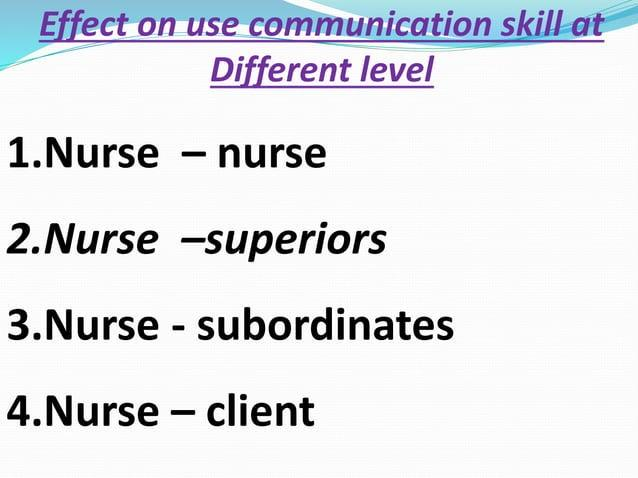 Effect on use communication skill at
Different level
1.Nurse – nurse
2.Nurse –superiors
3.Nurse - subordinates
4.Nurse – client